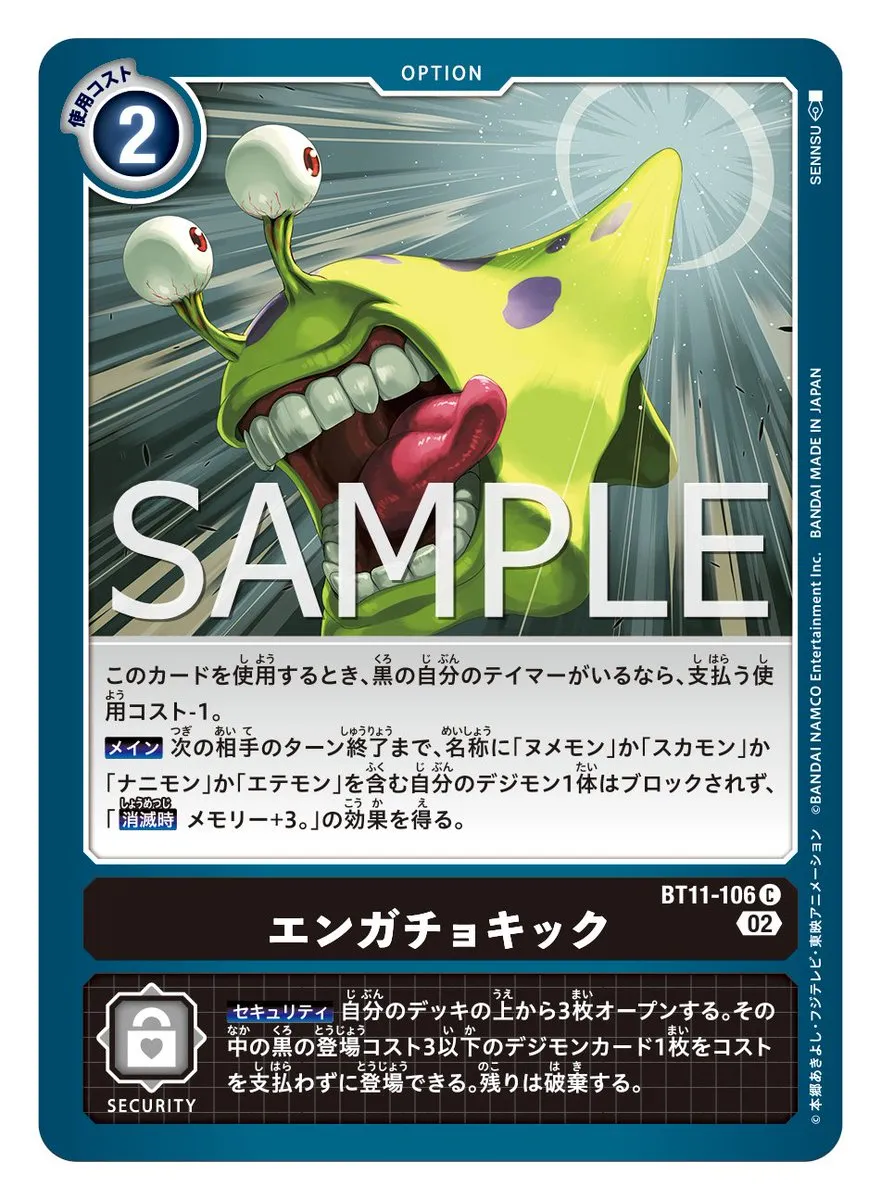 OPTION
使用コスト
2
SENNSU
SAMPLE
このカードを使用するとき、黒の自分のテイマーがいるなら、支払う使
用コスト-1。
メイン 次の相手のターン終了まで、名称に「ヌメモン」か「スカモン」か
「ナニモン」か「エテモン」を含む自分のデジモン1体はブロックされず、
「消滅時 メモリー+3。」の効果を得る。
BT11-106 C
エンガチョキック
02
セキュリティ 自分のデッキの上から3枚オープンする。その
中の黒の登場コスト3以下のデジモンカード1枚をコスト
を支払わずに登場できる。残りは破棄する。
SECURITY
©本郷あきよし・フジテレビ・東映アニメーション ©BANDAI NAMCO Entertainment Inc. BANDAI MADE IN JAPAN